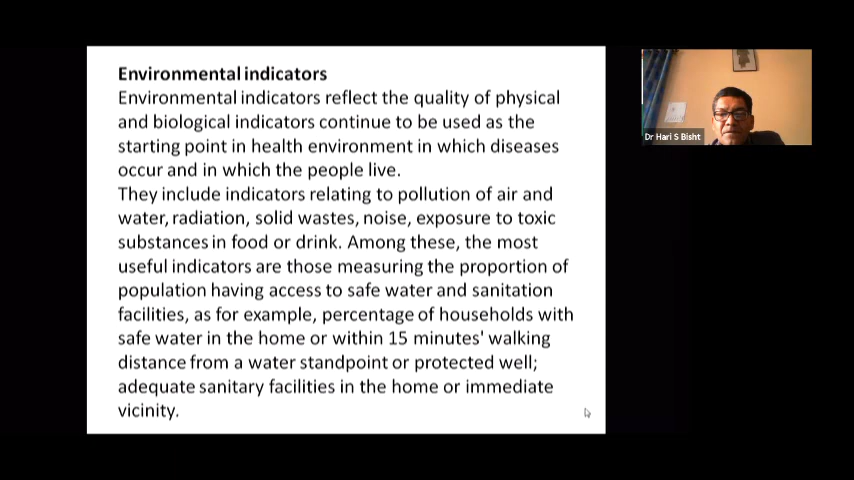 Environmental indicators
Environmental indicators reflect the quality of physical
and biological indicators continue to be used as the
starting point in health environment in which diseases
occur and in which the people live.
They include indicators relating to pollution of air and
water, radiation, solid wastes, noise, exposure to toxic
substances in food or drink. Among these, the most
useful indicators are those measuring the proportion of
population having access to safe water and sanitation
facilities, as for example, percentage of households with
safe water in the home or within 15 minutes' walking
distance from a water standpoint or protected well;
adequate sanitary facilities in the home or immediate
vicinity.
Dr Hari S Bisht